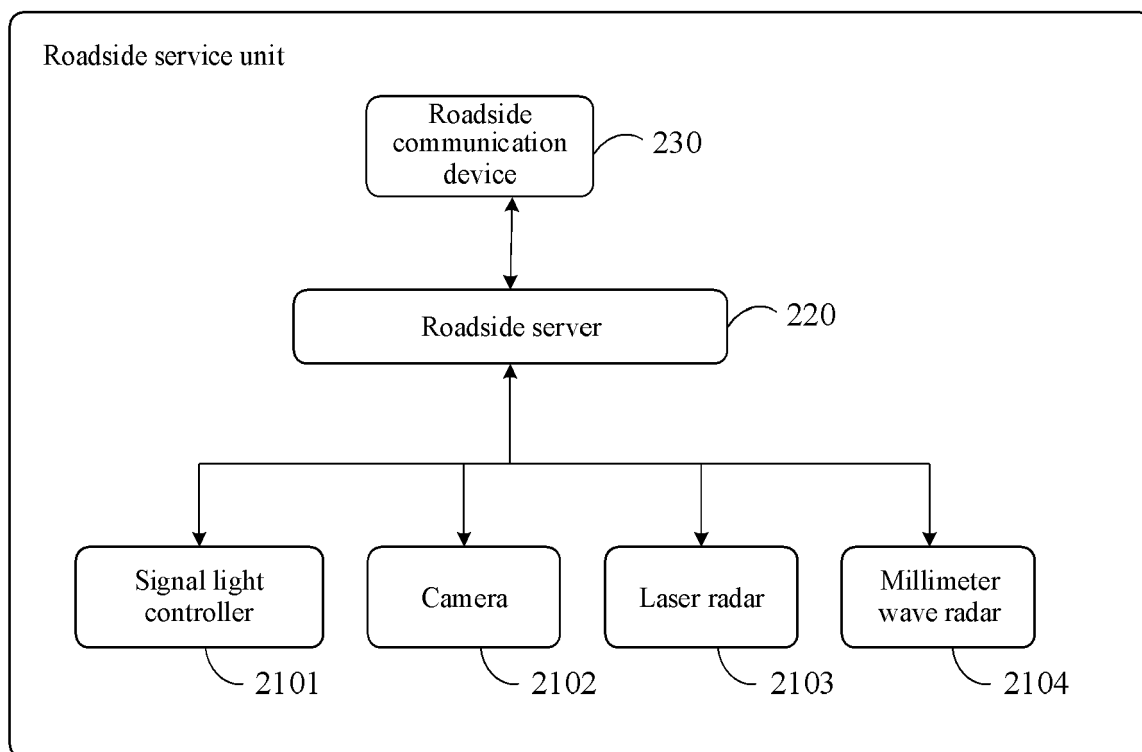 Roadside service unit
Roadside
communication
device
230
Roadside server
220
Signal light
controller
2101
Camera
2102
Laser radar
2103
Millimeter
wave radar
2104